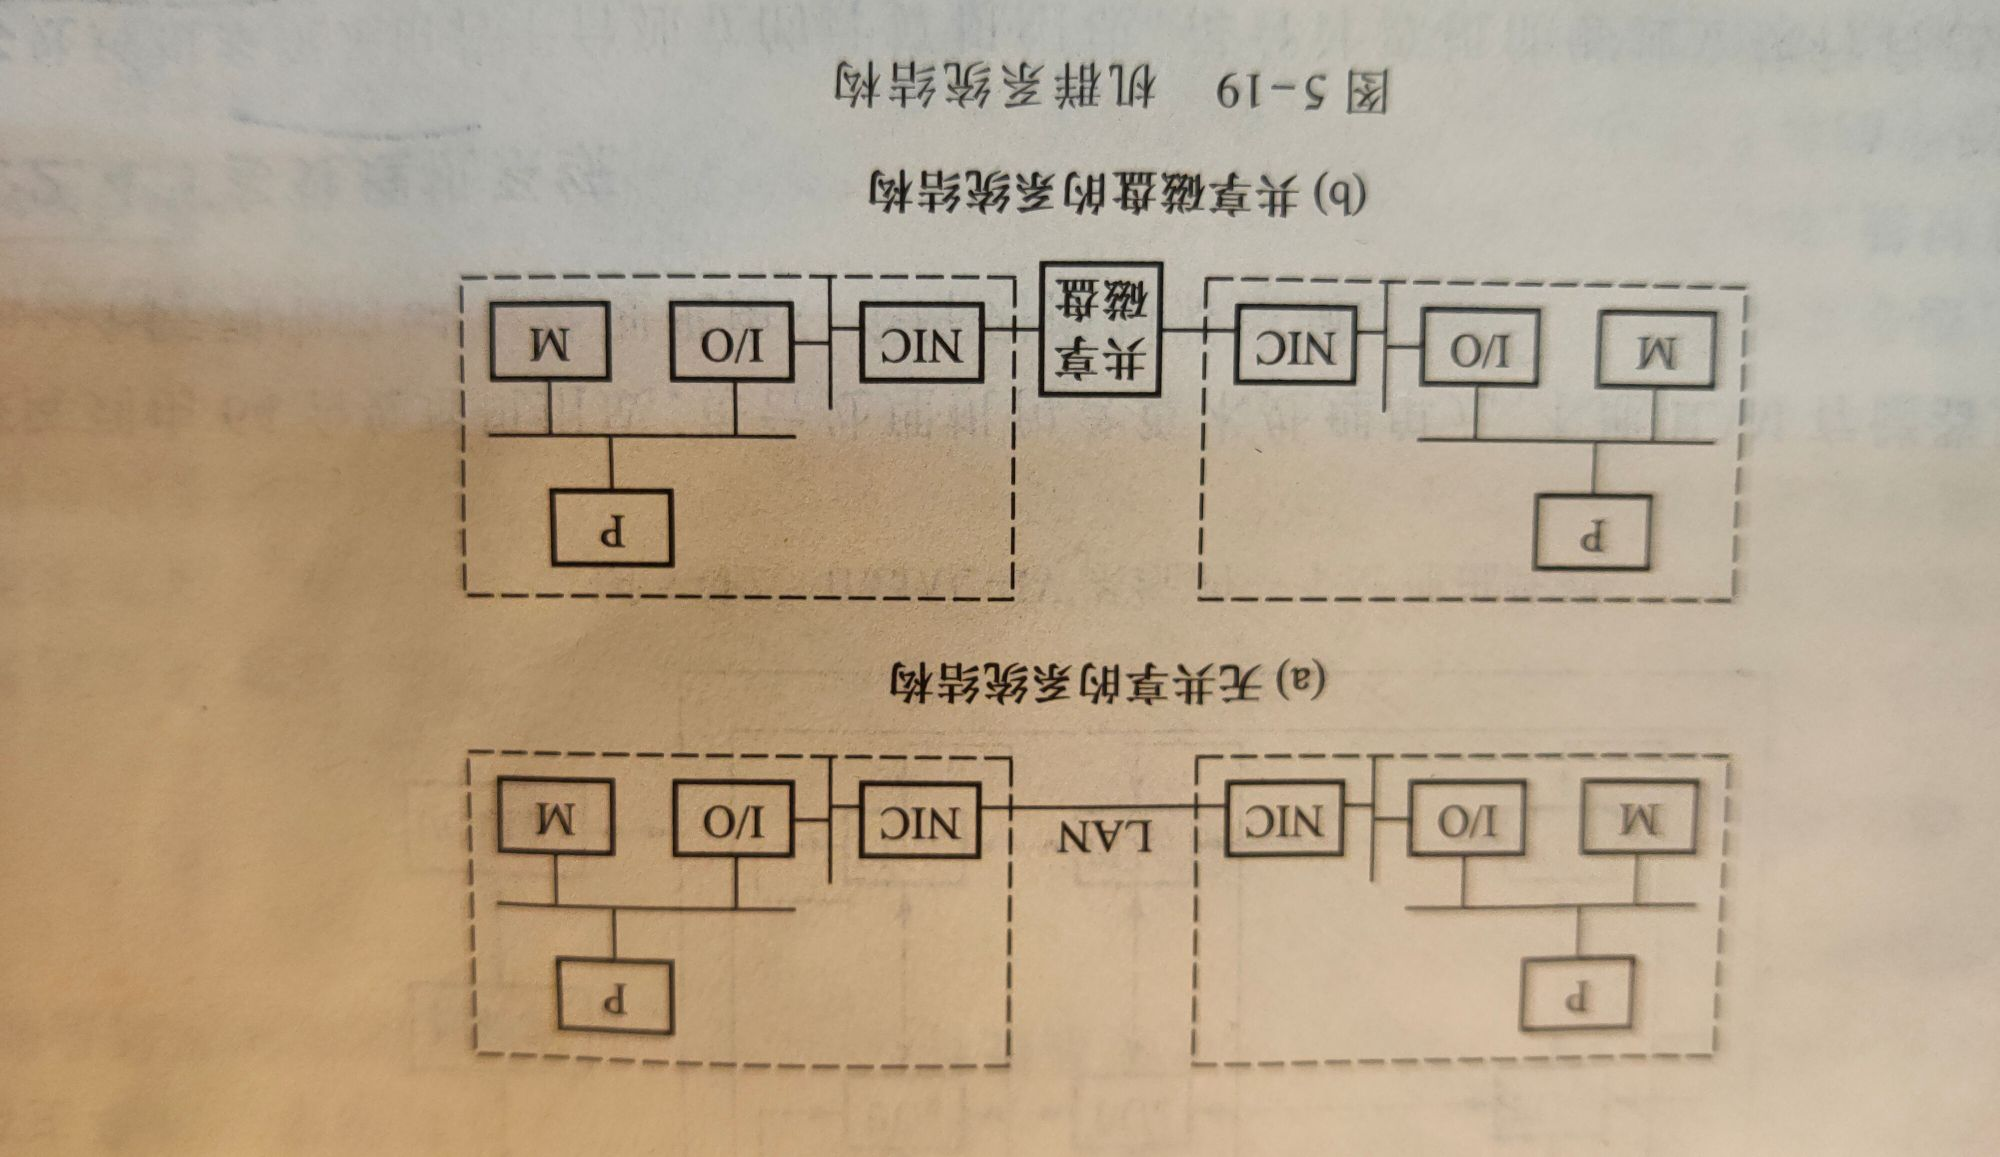 P P
M I/O NIC LAN NIC I/O M
(a) 无共享的系统结构
P P
M I/O NIC 共享 NIC I/O M
磁盘
(b) 共享磁盘的系统结构
图 5-19 机群系统结构